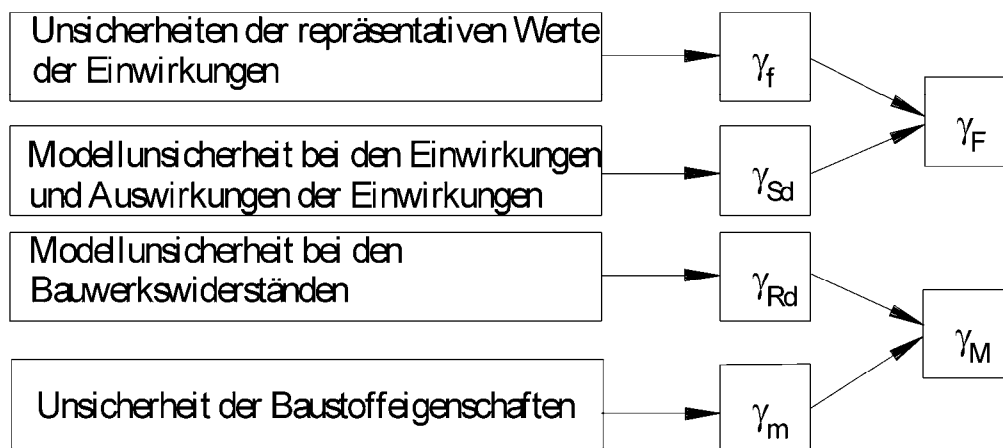 Unsicherheiten der repräsentativen Werte
der Einwirkungen
γf
γF
Modellunsicherheit bei den Einwirkungen
und Auswirkungen der Einwirkungen
γSd
Modellunsicherheit bei den
Bauwerkswiderständen
γRd
γM
Unsicherheit der Baustoffeigenschaften
γm